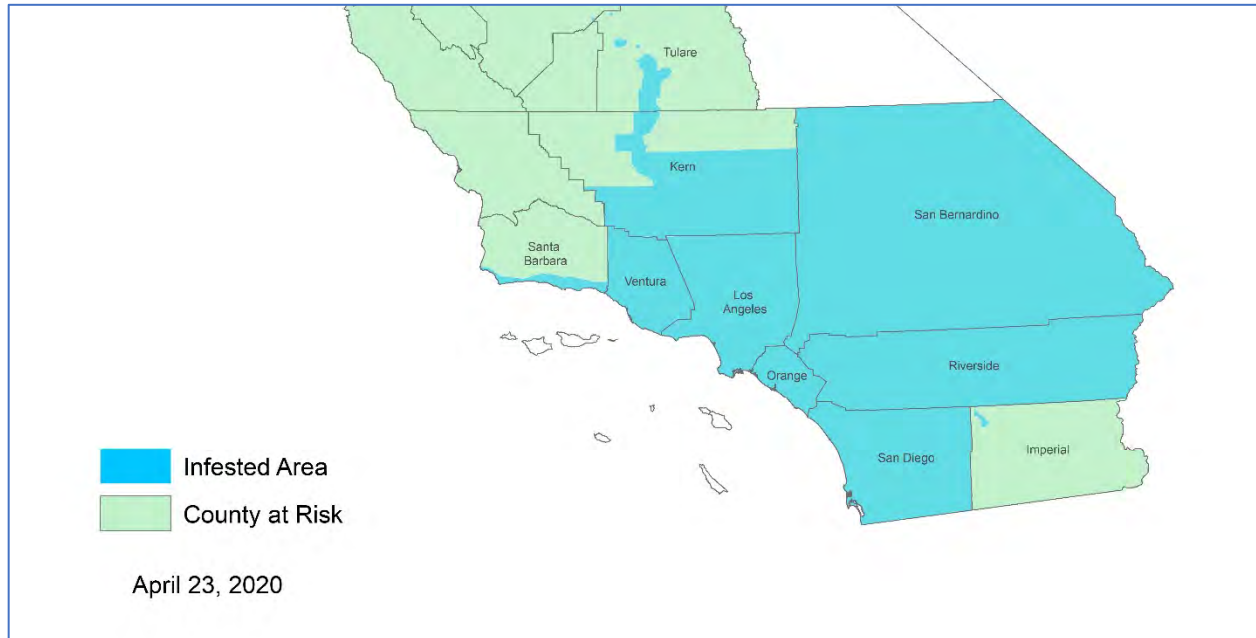 Tulare
Kern
San Bernardino
Santa
Barbara
Ventura
Los
Angeles
Riverside
Orange
Imperial
San Diego
Infested Area
County at Risk
April 23, 2020